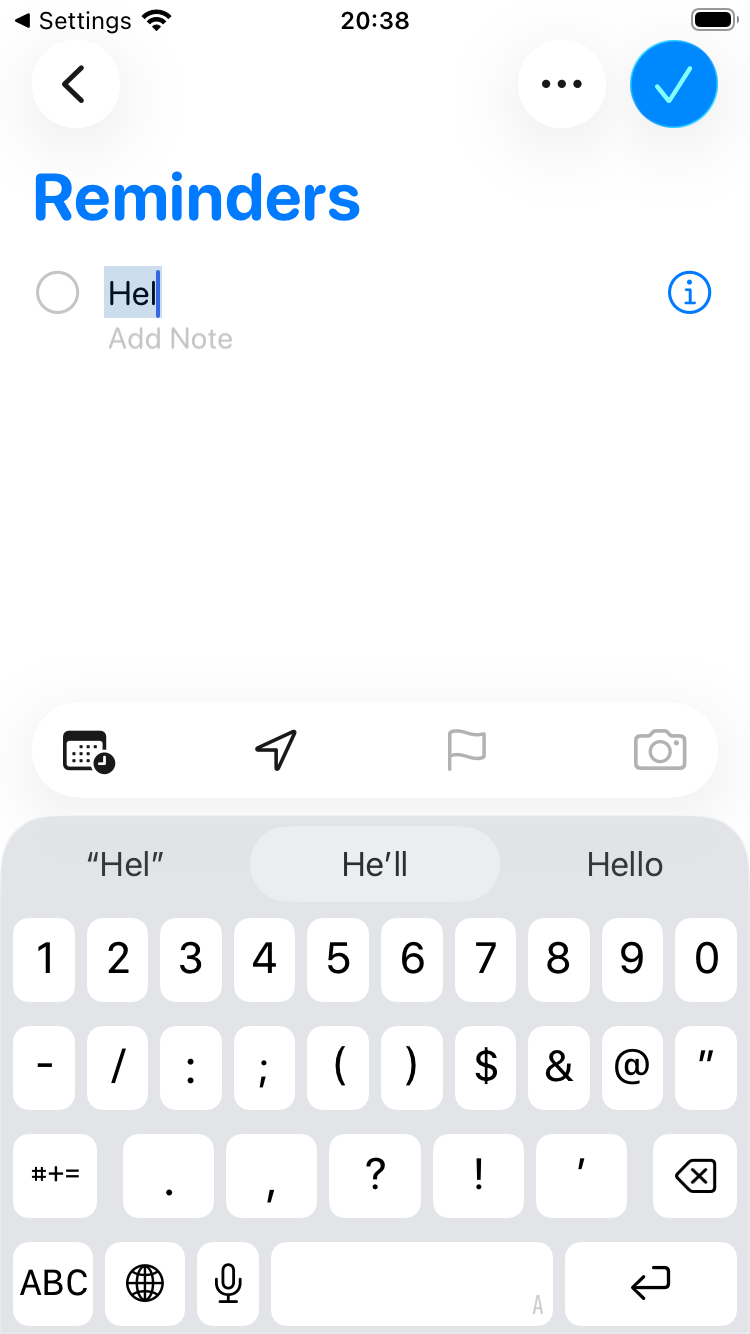 ◀ Settings 20:38
Reminders
Hel
Add Note
“Hel” He’ll Hello
1 2 3 4 5 6 7 8 9 0
- / : ; ( ) $ & @ "
#+= . , ? ! '
ABC A